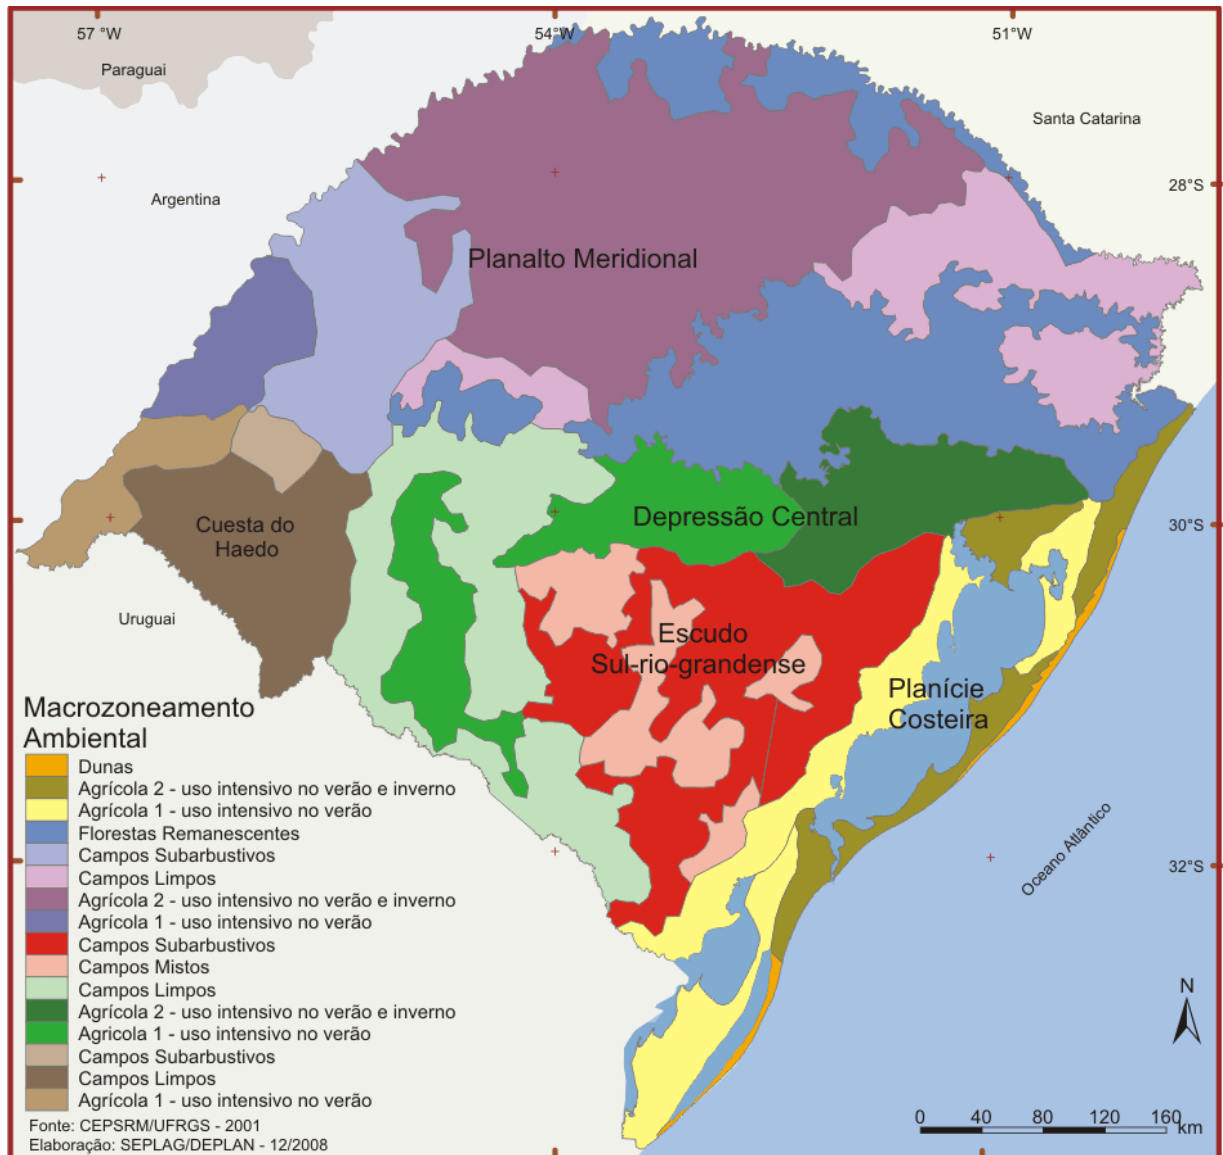 57 °W
54°W
51°W
Paraguai
Santa Catarina
28°S
Argentina
Planalto Meridional
Depressão Central
30°S
Cuesta do
Haedo
Uruguai
Escudo
Sul-rio-grandense
Planície
Costeira
Macrozoneamento
Ambiental
Dunas
Agrícola 2 - uso intensivo no verão e inverno
Agrícola 1 - uso intensivo no verão
Florestas Remanescentes
Campos Subarbustivos
Campos Limpos
Agrícola 2 - uso intensivo no verão e inverno
Agrícola 1 - uso intensivo no verão
Campos Subarbustivos
Campos Mistos
Campos Limpos
Agrícola 2 - uso intensivo no verão e inverno
Agricola 1 - uso intensivo no verão
Campos Subarbustivos
Campos Limpos
Agrícola 1 - uso intensivo no verão
Fonte: CEPSRM/UFRGS - 2001
Elaboração: SEPLAG/DEPLAN - 12/2008
Oceano Atlântico
32°S
N
0 40 80 120 160 km